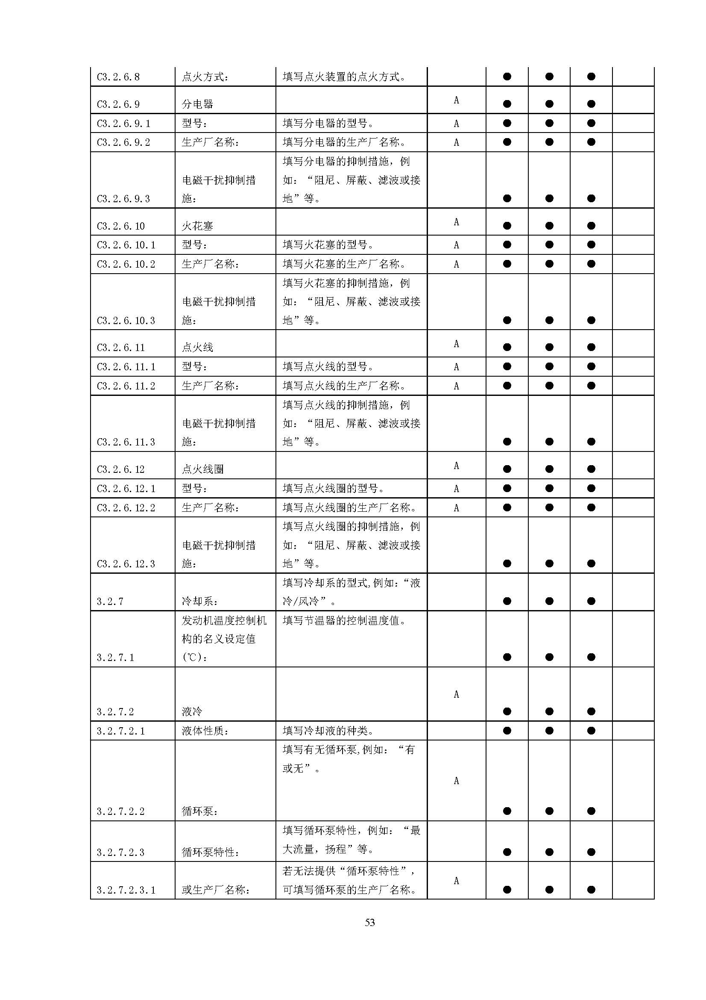 C3.2.6.8 点火方式： 填写点火装置的点火方式。 ● ● ●
C3.2.6.9 分电器 A ● ● ●
C3.2.6.9.1 型号： 填写分电器的型号。 A ● ● ●
C3.2.6.9.2 生产厂名称： 填写分电器的生产厂名称。 A ● ● ●
填写分电器的抑制措施，例
电磁干扰抑制措 如：“阻尼、屏蔽、滤波或接
C3.2.6.9.3 施： 地”等。 ● ● ●
C3.2.6.10 火花塞 A ● ● ●
C3.2.6.10.1 型号： 填写火花塞的型号。 A ● ● ●
C3.2.6.10.2 生产厂名称： 填写火花塞的生产厂名称。 A ● ● ●
填写火花塞的抑制措施，例
电磁干扰抑制措 如：“阻尼、屏蔽、滤波或接
C3.2.6.10.3 施： 地”等。 ● ● ●
C3.2.6.11 点火线 A ● ● ●
C3.2.6.11.1 型号： 填写点火线的型号。 A ● ● ●
C3.2.6.11.2 生产厂名称： 填写点火线的生产厂名称。 A ● ● ●
填写点火线的抑制措施，例
电磁干扰抑制措 如：“阻尼、屏蔽、滤波或接
C3.2.6.11.3 施： 地”等。 ● ● ●
C3.2.6.12 点火线圈 A ● ● ●
C3.2.6.12.1 型号： 填写点火线圈的型号。 A ● ● ●
C3.2.6.12.2 生产厂名称： 填写点火线圈的生产厂名称。 A ● ● ●
填写点火线圈的抑制措施，例
电磁干扰抑制措 如：“阻尼、屏蔽、滤波或接
C3.2.6.12.3 施： 地”等。 ● ● ●
填写冷却系的型式,例如：“液
3.2.7 冷却系： 冷/风冷”。 ● ● ●
发动机温度控制机 填写节温器的控制温度值。
构的名义设定值
3.2.7.1 (℃)： ● ● ●
3.2.7.2 液冷 A ● ● ●
3.2.7.2.1 液体性质： 填写冷却液的种类。 ● ● ●
填写有无循环泵,例如：“有
或无”。
3.2.7.2.2 循环泵： A ● ● ●
填写循环泵特性，例如：“最
3.2.7.2.3 循环泵特性： 大流量，扬程”等。 ● ● ●
若无法提供“循环泵特性”，
3.2.7.2.3.1 或生产厂名称： 可填写循环泵的生产厂名称。 A ● ● ●
53